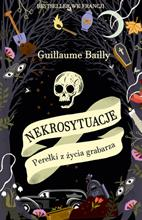 BESTSELLER WE FRANCJI
Guillaume Bailly
NEKROSYTUACJE
Perełki z życia grabarza